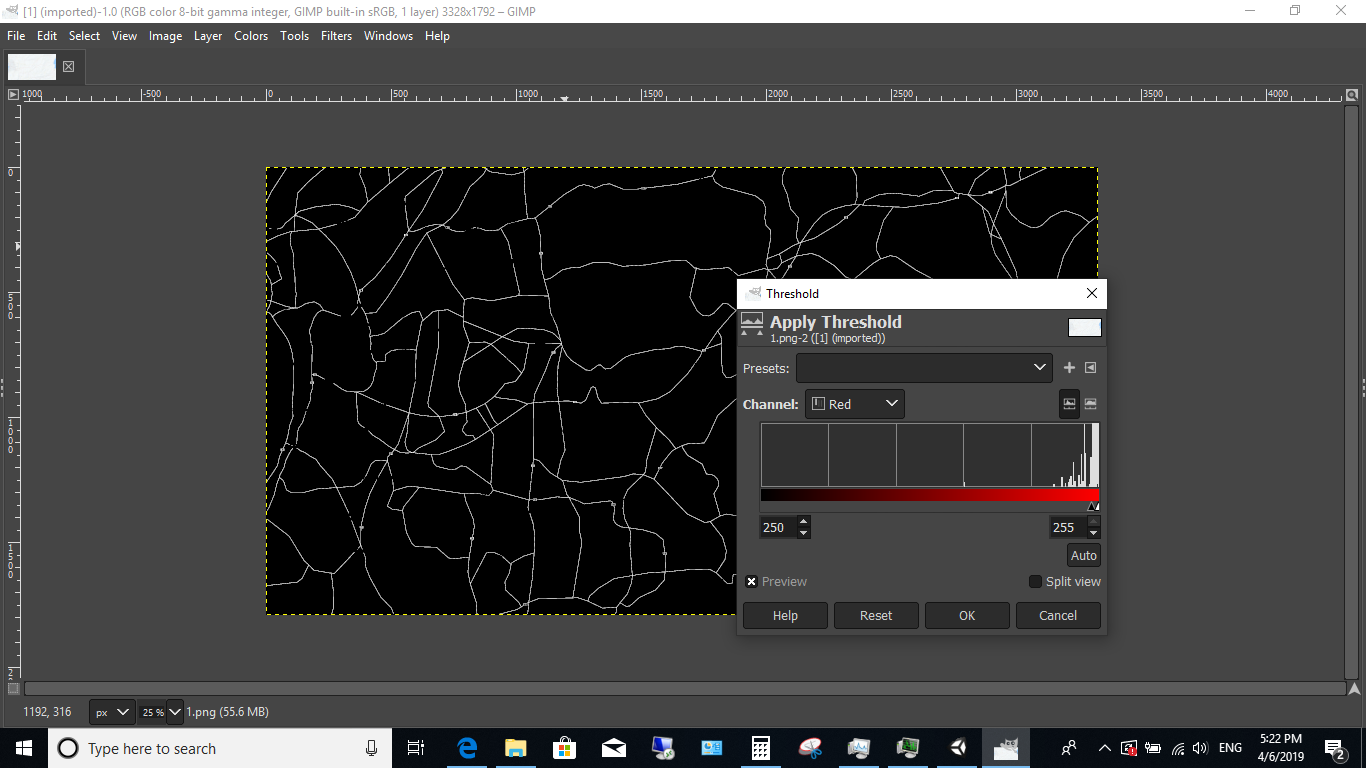 [1] (imported)-1.0 (RGB color 8-bit gamma integer, GIMP built-in sRGB, 1 layer) 3328x1792 – GIMP
File Edit Select View Image Layer Colors Tools Filters Windows Help
1000 -500 0 500 1000 1500 2000 2500 3000 3500 4000
0
500
1000
1500
2
Threshold
Apply Threshold
1.png-2 ([1] (imported))
Presets:
Channel: Red
250 255
Auto
Preview Split view
Help Reset OK Cancel
1192, 316 px 25 % 1.png (55.6 MB)
Type here to search
ENG
5:22 PM
4/6/2019
2